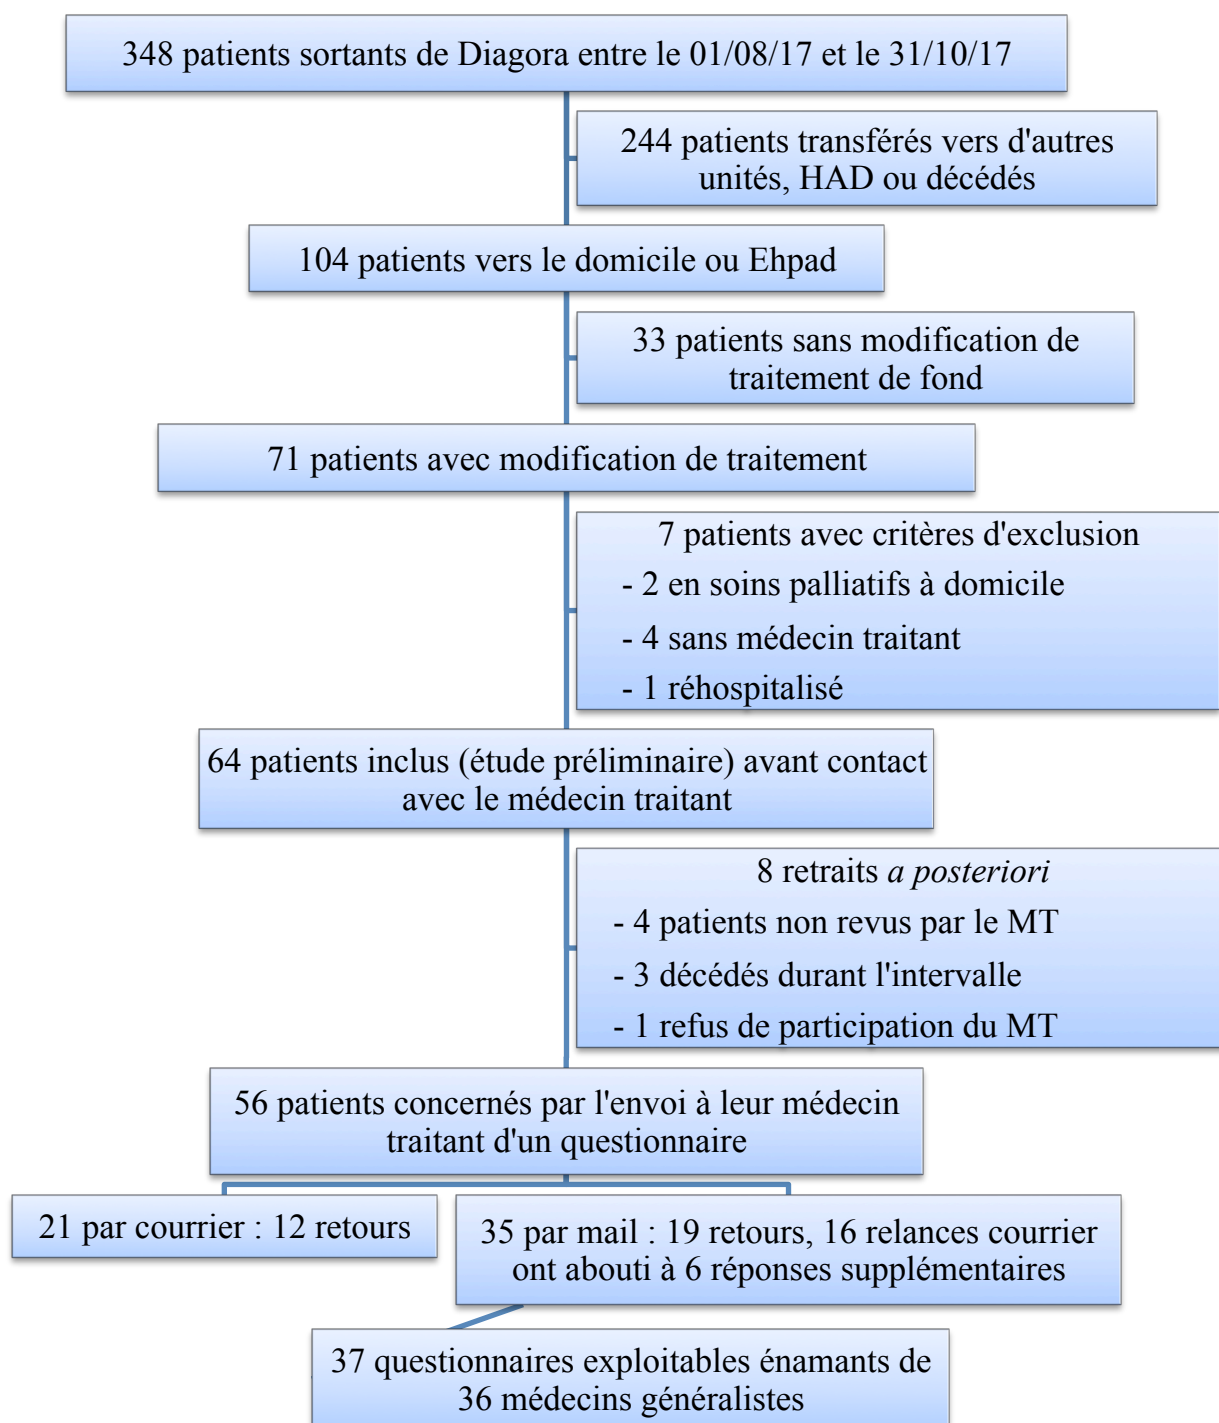 348 patients sortants de Diagora entre le 01/08/17 et le 31/10/17
244 patients transférés vers d'autres
unités, HAD ou décédés
104 patients vers le domicile ou Ehpad
33 patients sans modification de
traitement de fond
71 patients avec modification de traitement
7 patients avec critères d'exclusion
- 2 en soins palliatifs à domicile
- 4 sans médecin traitant
- 1 réhospitalisé
64 patients inclus (étude préliminaire) avant contact
avec le médecin traitant
8 retraits a posteriori
- 4 patients non revus par le MT
- 3 décédés durant l'intervalle
- 1 refus de participation du MT
56 patients concernés par l'envoi à leur médecin
traitant d'un questionnaire
21 par courrier : 12 retours
35 par mail : 19 retours, 16 relances courrier
ont abouti à 6 réponses supplémentaires
37 questionnaires exploitables énamants de
36 médecins généralistes